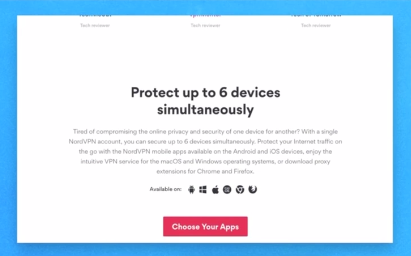 Tech reviewer Tech reviewer Tech reviewer
Protect up to 6 devices
simultaneously
Tired of compromising the online privacy and security of one device for another? With a single
NordVPN account, you can secure up to 6 devices simultaneously. Protect your Internet traffic on
the go with the NordVPN mobile apps available on the Android and iOS devices, enjoy the
intuitive VPN service for the macOS and Windows operating systems, or download proxy
extensions for Chrome and Firefox.
Available on:
Choose Your Apps